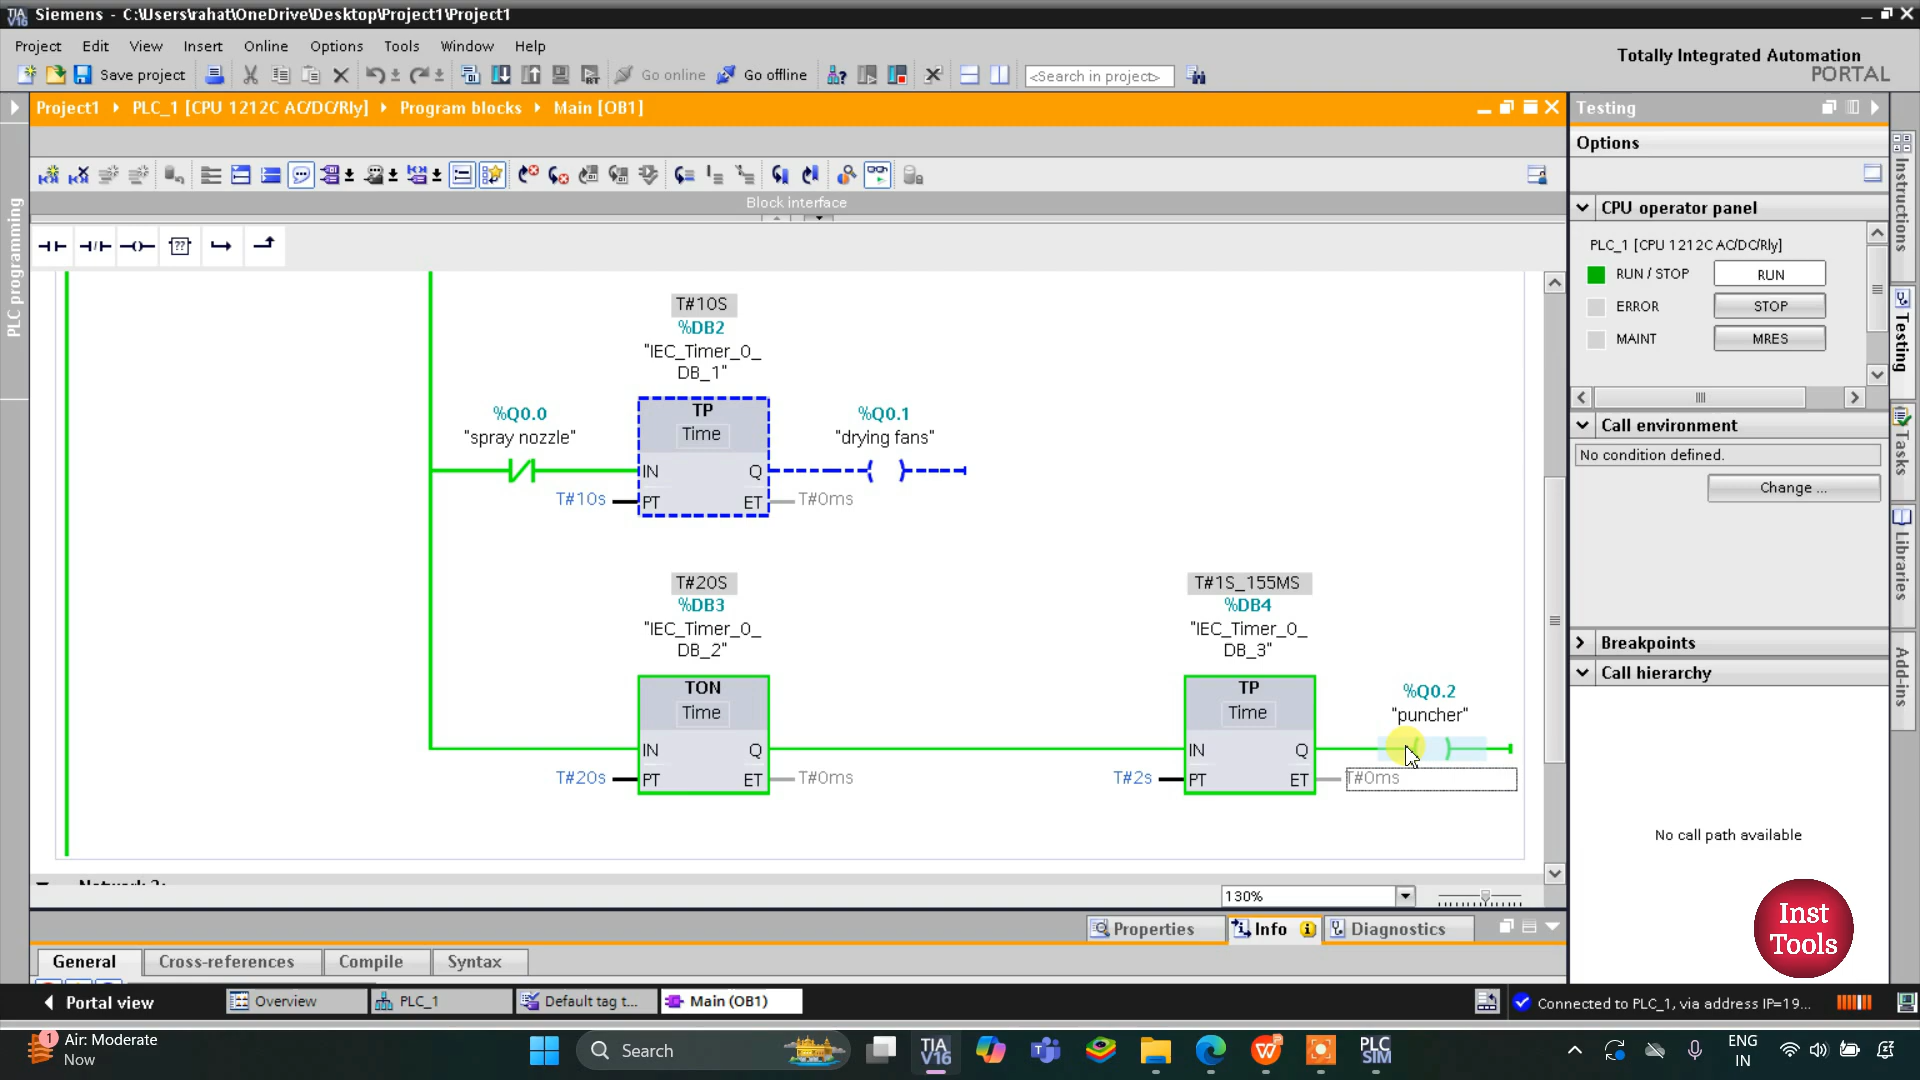 Siemens - C:\Users\rahat\OneDrive\Desktop\Project1\Project1
Project Edit View Insert Online Options Tools Window Help
Totally Integrated Automation
PORTAL
Save project
Go online
Go offline
<Search in project>
Project1 PLC_1 [CPU 1212C AC/DC/Rly] Program blocks Main [OB1]
Testing
Options
Block interface
PLC programming
CPU operator panel
PLC_1 [CPU 1212C AC/DC/Rly]
RUN / STOP RUN
ERROR STOP
MAINT MRES
Call environment
No condition defined.
Change ...
Breakpoints
Call hierarchy
No call path available
Instructions
Testing
Tasks
Libraries
Add-ins
??
T#10S
%DB2
"IEC_Timer_0_
DB_1"
%Q0.0
"spray nozzle"
TP
Time
%Q0.1
"drying fans"
IN Q
T#10s PT ET T#0ms
T#20S
%DB3
"IEC_Timer_0_
DB_2"
TON
Time
IN Q
T#20s PT ET T#0ms
T#1S_155MS
%DB4
"IEC_Timer_0_
DB_3"
TP
Time
%Q0.2
"puncher"
IN Q
T#2s PT ET T#0ms
130%
Properties Info Diagnostics
General Cross-references Compile Syntax
Inst
Tools
Portal view Overview PLC_1 Default tag t... Main (OB1)
Connected to PLC_1, via address IP=19...
1
Air: Moderate
Now
Search
TIA
V16
PLC
SIM
ENG
IN